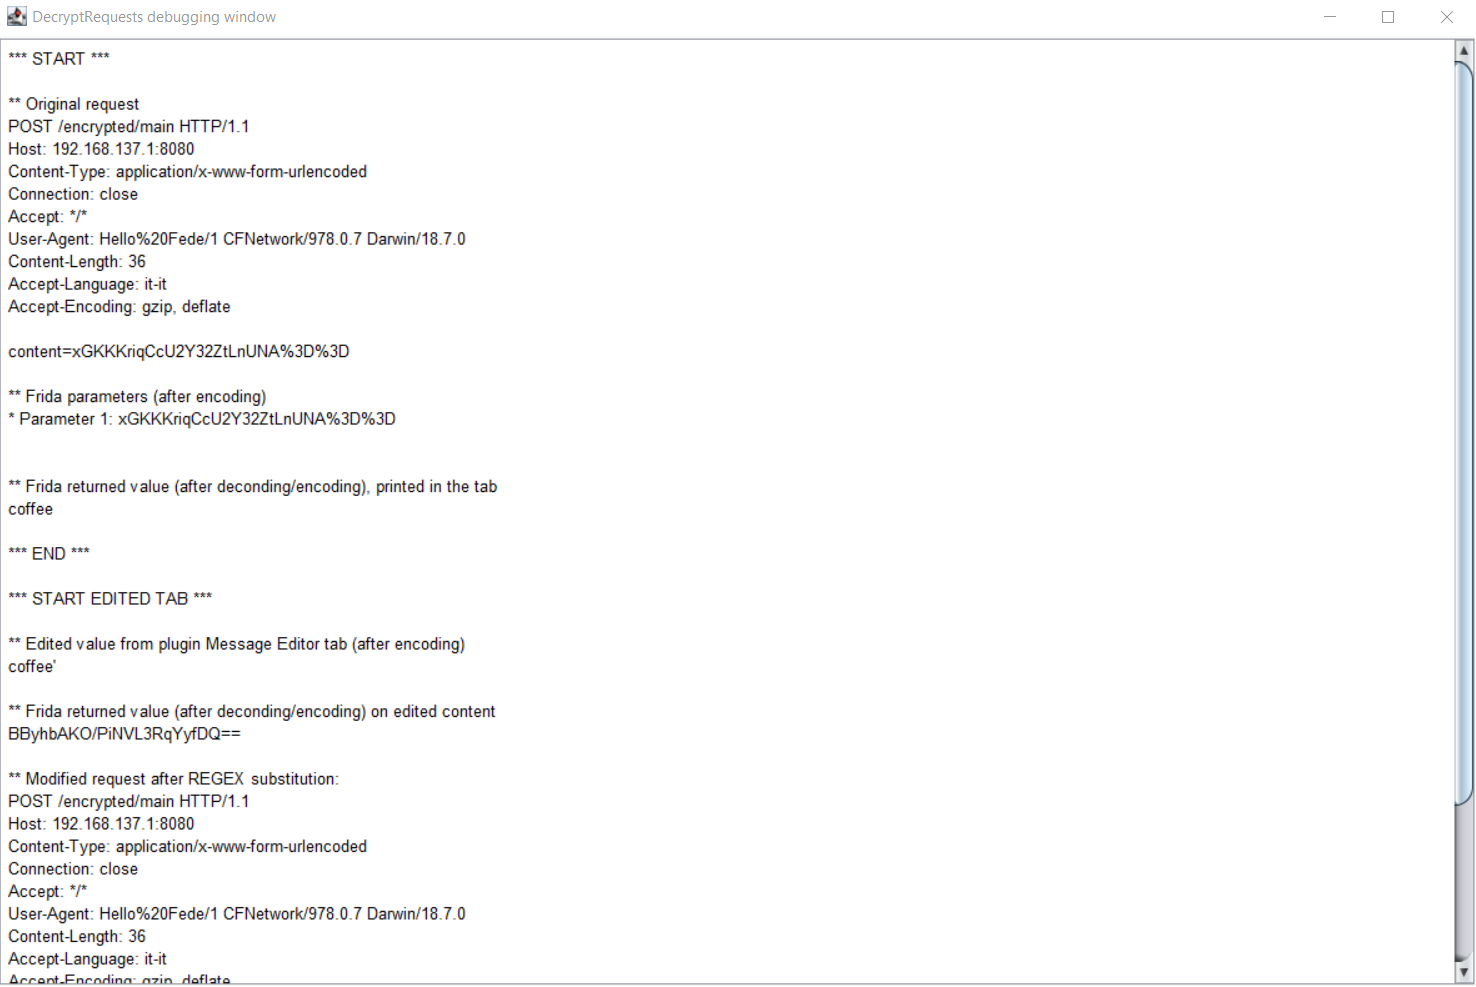 DecryptRequests debugging window
*** START ***
** Original request
POST /encrypted/main HTTP/1.1
Host: 192.168.137.1:8080
Content-Type: application/x-www-form-urlencoded
Connection: close
Accept: */*
User-Agent: Hello%20Fede/1 CFNetwork/978.0.7 Darwin/18.7.0
Content-Length: 36
Accept-Language: it-it
Accept-Encoding: gzip, deflate
content=xGKKKriqCcU2Y32ZtLnUNA%3D%3D
** Frida parameters (after encoding)
* Parameter 1: xGKKKriqCcU2Y32ZtLnUNA%3D%3D
** Frida returned value (after deconding/encoding), printed in the tab
coffee
*** END ***
*** START EDITED TAB ***
** Edited value from plugin Message Editor tab (after encoding)
coffee'
** Frida returned value (after deconding/encoding) on edited content
BByhbAKO/PiNVL3RqYyfDQ==
** Modified request after REGEX substitution:
POST /encrypted/main HTTP/1.1
Host: 192.168.137.1:8080
Content-Type: application/x-www-form-urlencoded
Connection: close
Accept: */*
User-Agent: Hello%20Fede/1 CFNetwork/978.0.7 Darwin/18.7.0
Content-Length: 36
Accept-Language: it-it
Accept-Encoding: gzip, deflate